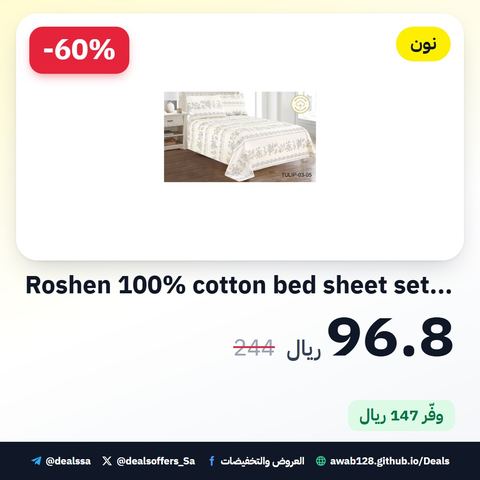 -60%
نون
TULIP-03-05
Roshen 100% cotton bed sheet set...
96.8 ريال 244
وفّر 147 ريال
@dealssa @dealsoffers_Sa العروض والتخفيضات awab128.github.io/Deals